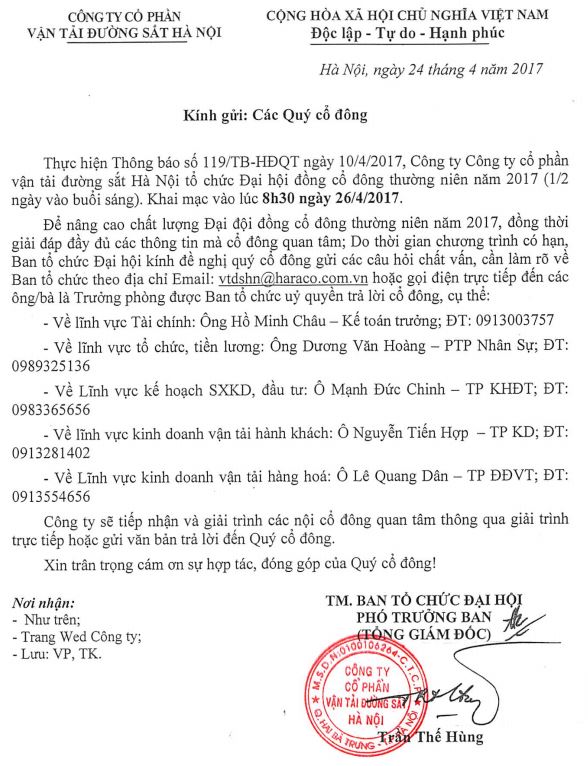 CÔNG TY CỔ PHẦN
VẬN TẢI ĐƯỜNG SẮT HÀ NỘI
CỘNG HÒA XÃ HỘI CHỦ NGHĨA VIỆT NAM
Độc lập - Tự do - Hạnh phúc
Hà Nội, ngày 24 tháng 4 năm 2017
Kính gửi: Các Quý cổ đông
Thực hiện Thông báo số 119/TB-HĐQT ngày 10/4/2017, Công ty Công ty cổ phần
vận tải đường sắt Hà Nội tổ chức Đại hội đồng cổ đông thường niên năm 2017 (1/2
ngày vào buổi sáng). Khai mạc vào lúc 8h30 ngày 26/4/2017.
Để nâng cao chất lượng Đại đội đồng cổ đông thường niên năm 2017, đồng thời
giải đáp đầy đủ các thông tin mà cổ đông quan tâm; Do thời gian chương trình có hạn,
Ban tổ chức Đại hội kính đề nghị quý cổ đông gửi các câu hỏi chất vấn, cần làm rõ về
Ban tổ chức theo địa chỉ Email: vtdshn@haraco.com.vn hoặc gọi điện trực tiếp đến các
ông/bà là Trưởng phòng được Ban tổ chức uỷ quyền trả lời cổ đông, cụ thể:
- Về lĩnh vực Tài chính: Ông Hồ Minh Châu – Kế toán trưởng; ĐT: 0913003757
- Về lĩnh vực tổ chức, tiền lương: Ông Dương Văn Hoàng – PTP Nhân Sự; ĐT:
0989325136
- Về Lĩnh vực kế hoạch SXKD, đầu tư: Ô Mạnh Đức Chinh – TP KHĐT; ĐT:
0983365656
- Về lĩnh vực kinh doanh vận tải hành khách: Ô Nguyễn Tiến Hợp – TP KD; ĐT:
0913281402
- Về Lĩnh vực kinh doanh vận tải hàng hoá: Ô Lê Quang Dân – TP ĐĐVT; ĐT:
0913554656
Công ty sẽ tiếp nhận và giải trình các nội cổ đông quan tâm thông qua giải trình
trực tiếp hoặc gửi văn bản trả lời đến Quý cổ đông.
Xin trân trọng cám ơn sự hợp tác, đóng góp của Quý cổ đông!
Nơi nhận:
- Như trên;
- Trang Wed Công ty;
- Lưu: VP, TK.
TM. BAN TỔ CHỨC ĐẠI HỘI
PHÓ TRƯỞNG BAN
(TỔNG GIÁM ĐỐC)
M.S.D.N:0100106264-C.T.C.P
CÔNG TY
CỔ PHẦN
VẬN TẢI ĐƯỜNG SẮT
HÀ NỘI
Q. HAI BÀ TRƯNG - T.P HÀ NỘI
Trần Thế Hùng